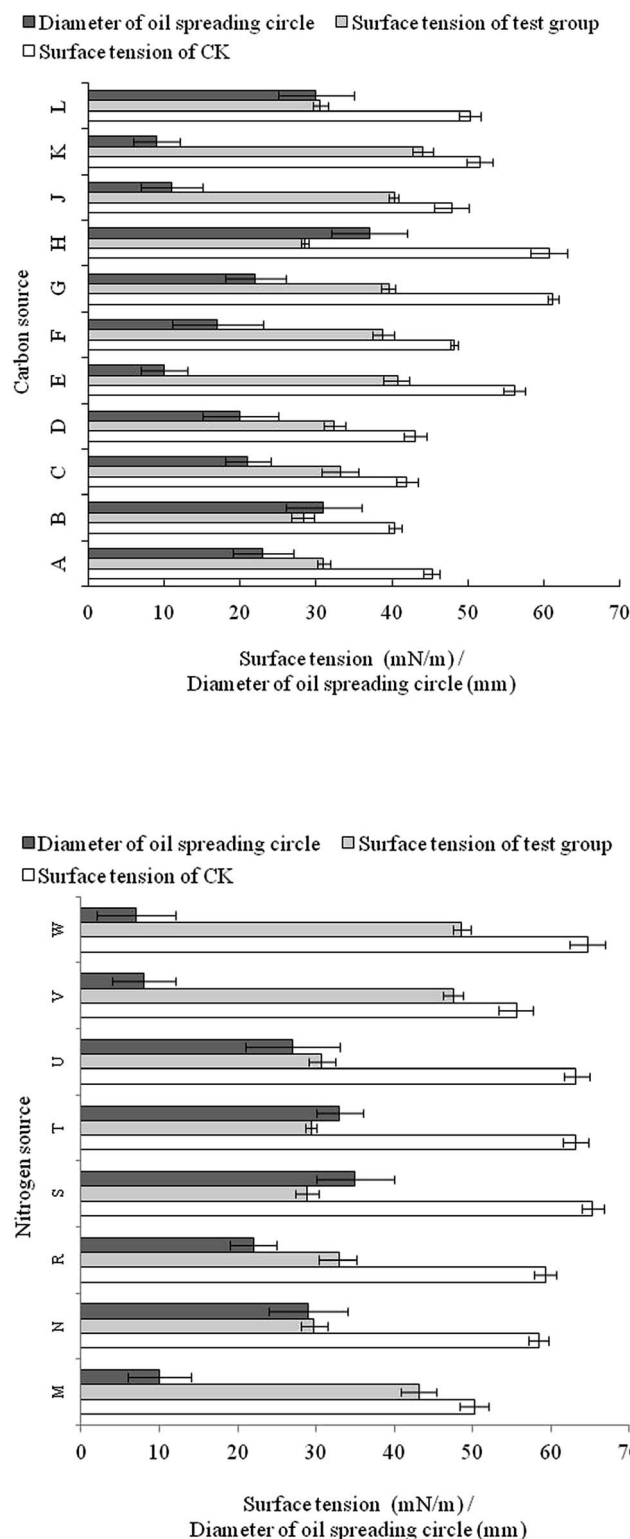 Diameter of oil spreading circle Surface tension of test group
Surface tension of CK
Carbon source
L
K
J
H
G
F
E
D
C
B
A
0 10 20 30 40 50 60 70
Surface tension (mN/m) /
Diameter of oil spreading circle (mm)
Diameter of oil spreading circle Surface tension of test group
Surface tension of CK
Nitrogen source
W
V
U
T
S
R
N
M
0 10 20 30 40 50 60 70
Surface tension (mN/m) /
Diameter of oil spreading circle (mm)